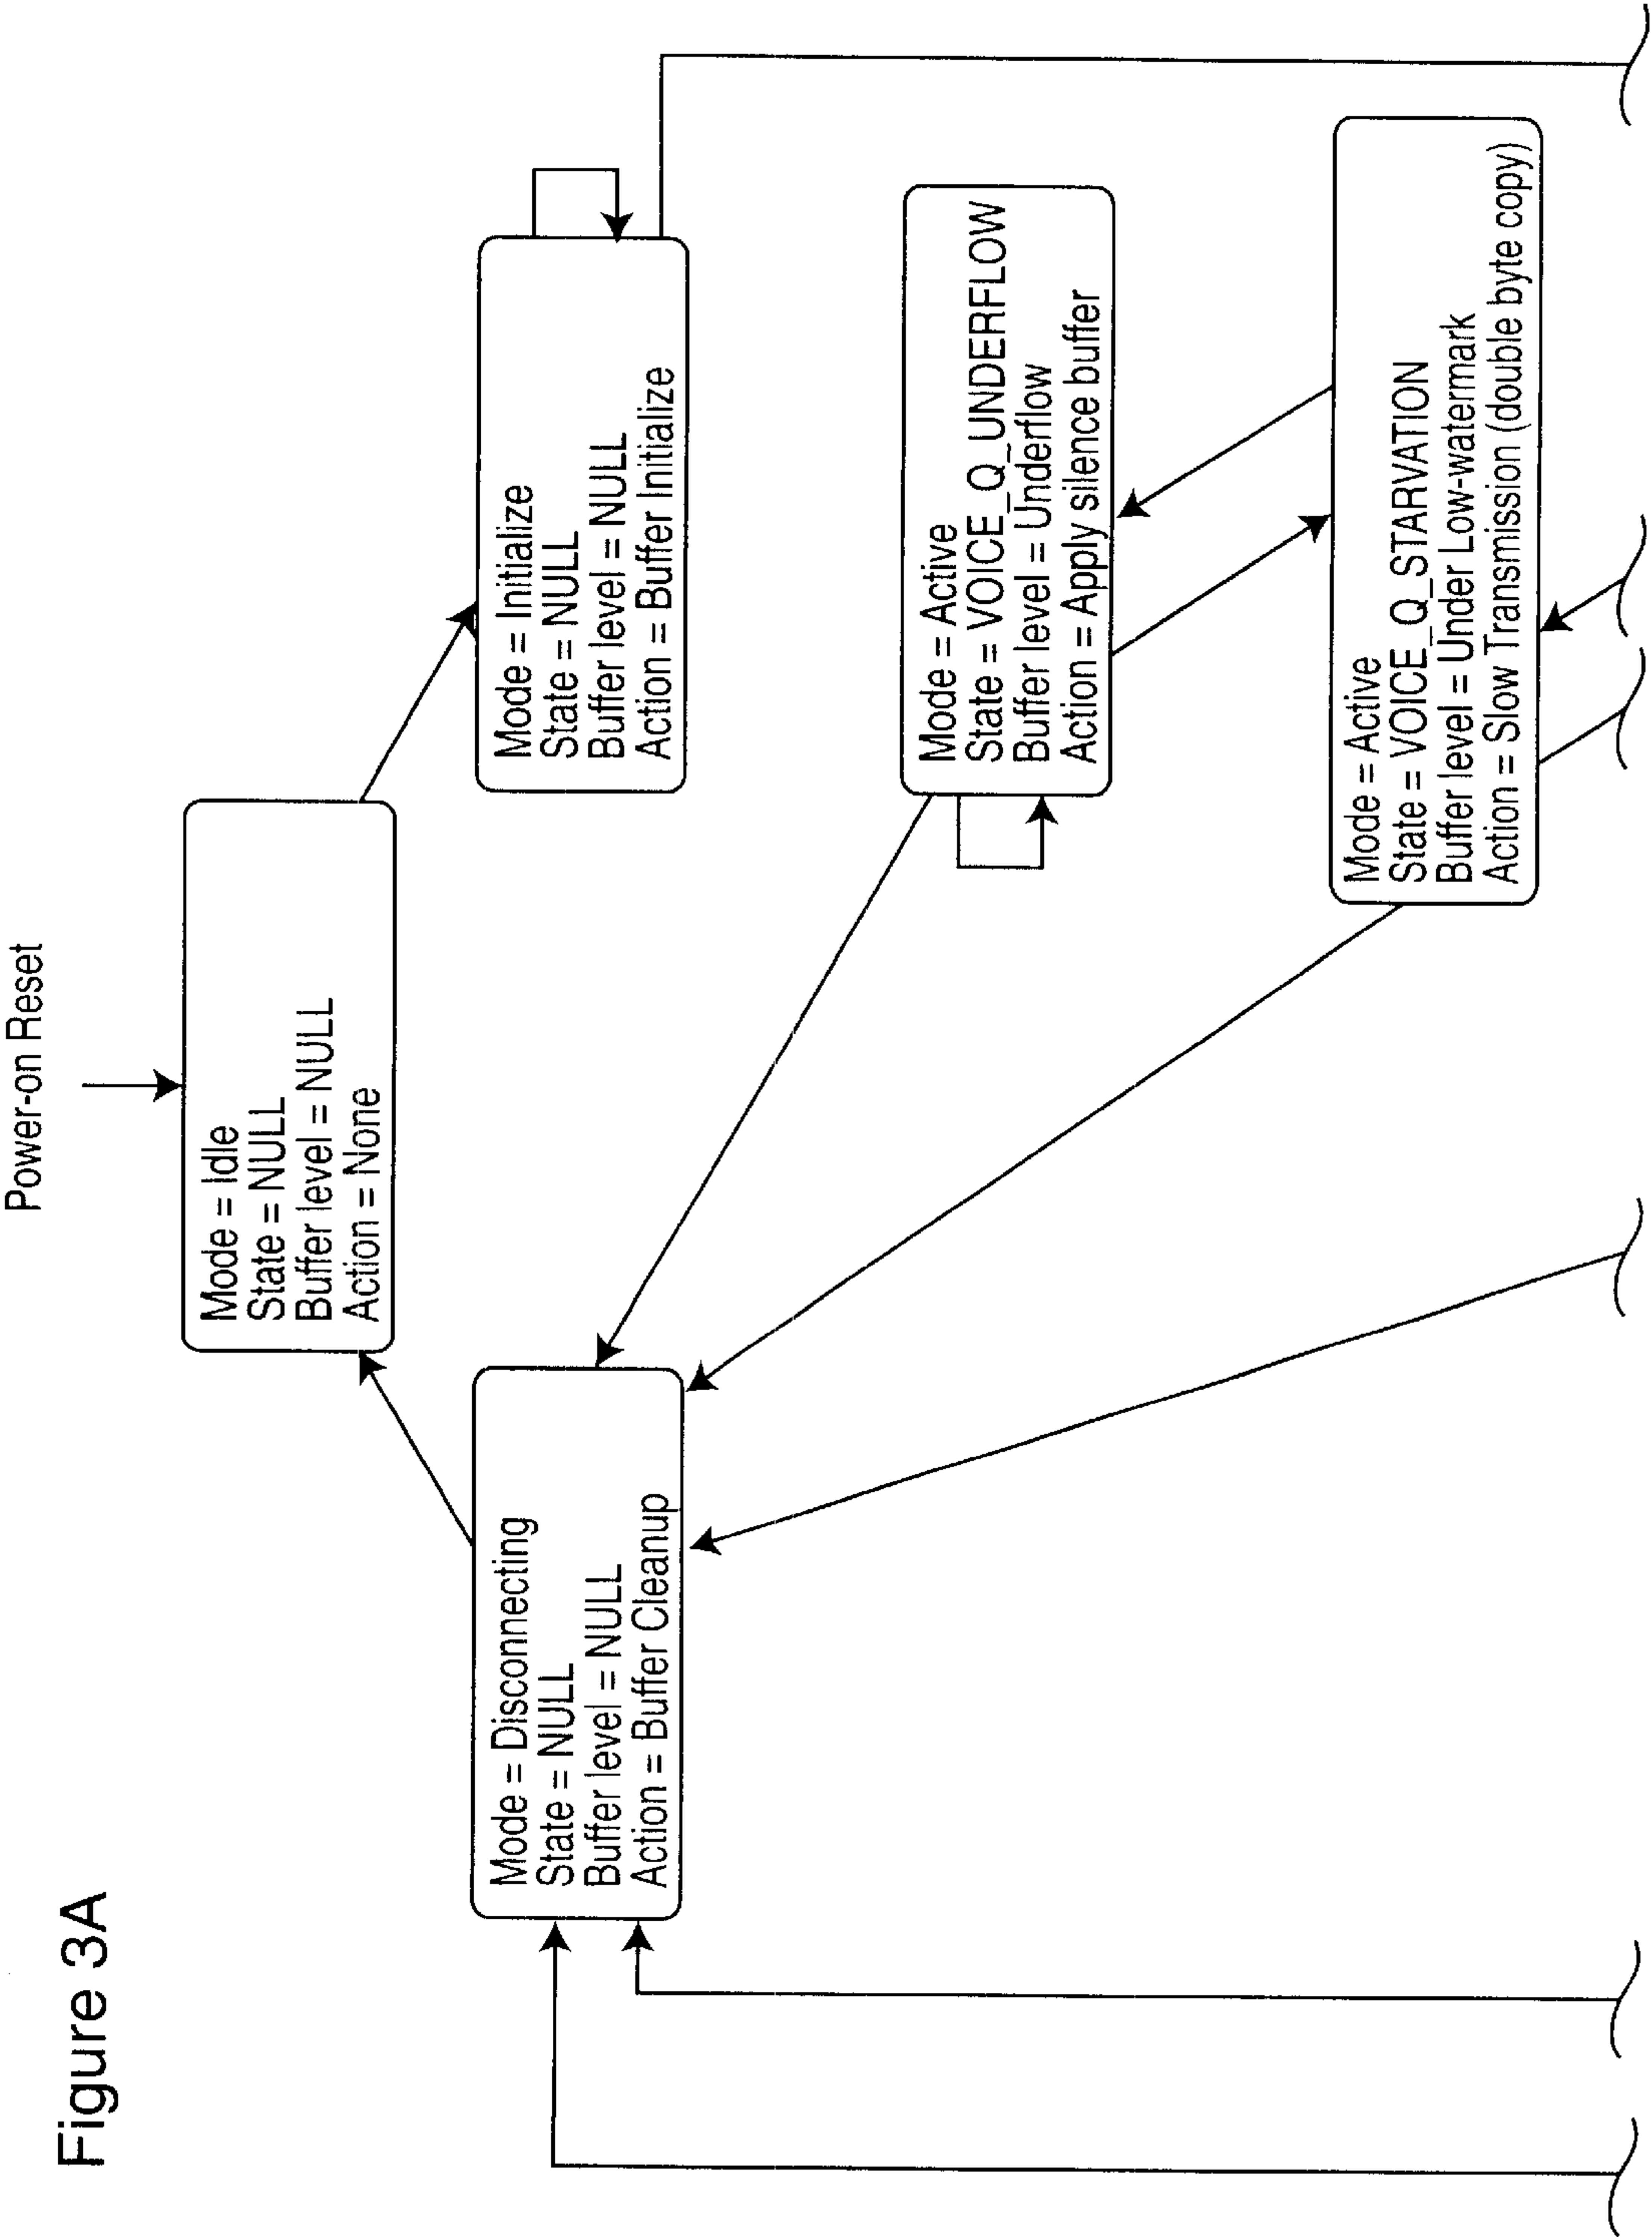 Figure 3A
Power-on Reset
Mode = Idle
State = NULL
Buffer level = NULL
Action = None
Mode = Disconnecting
State = NULL
Buffer level = NULL
Action = Buffer Cleanup
Mode = Initialize
State = NULL
Buffer level = NULL
Action = Buffer Initialize
Mode = Active
State = VOICE_Q_UNDERFLOW
Buffer level = Underflow
Action = Apply silence buffer
Mode = Active
State = VOICE_Q_STARVATION
Buffer level = Under Low-watermark
Action = Slow Transmission (double byte copy)